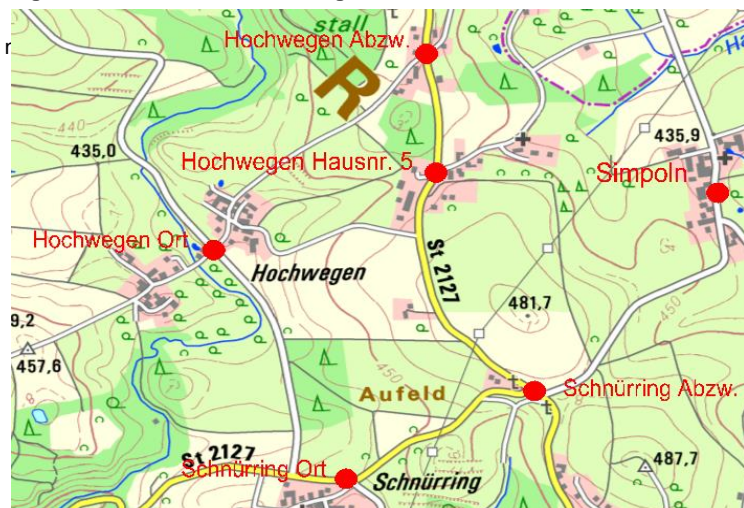 stall
Hochwegen Abzw.
R
435,0
440
435,9
Hochwegen Hausnr. 5
Simpoln
Hochwegen Ort
Hochwegen
St 2127
481,7
450
9,2
457,6
450
Aufeld
Schnürring Abzw.
St 2127
Schnürring Ort
Schnürring
487,7